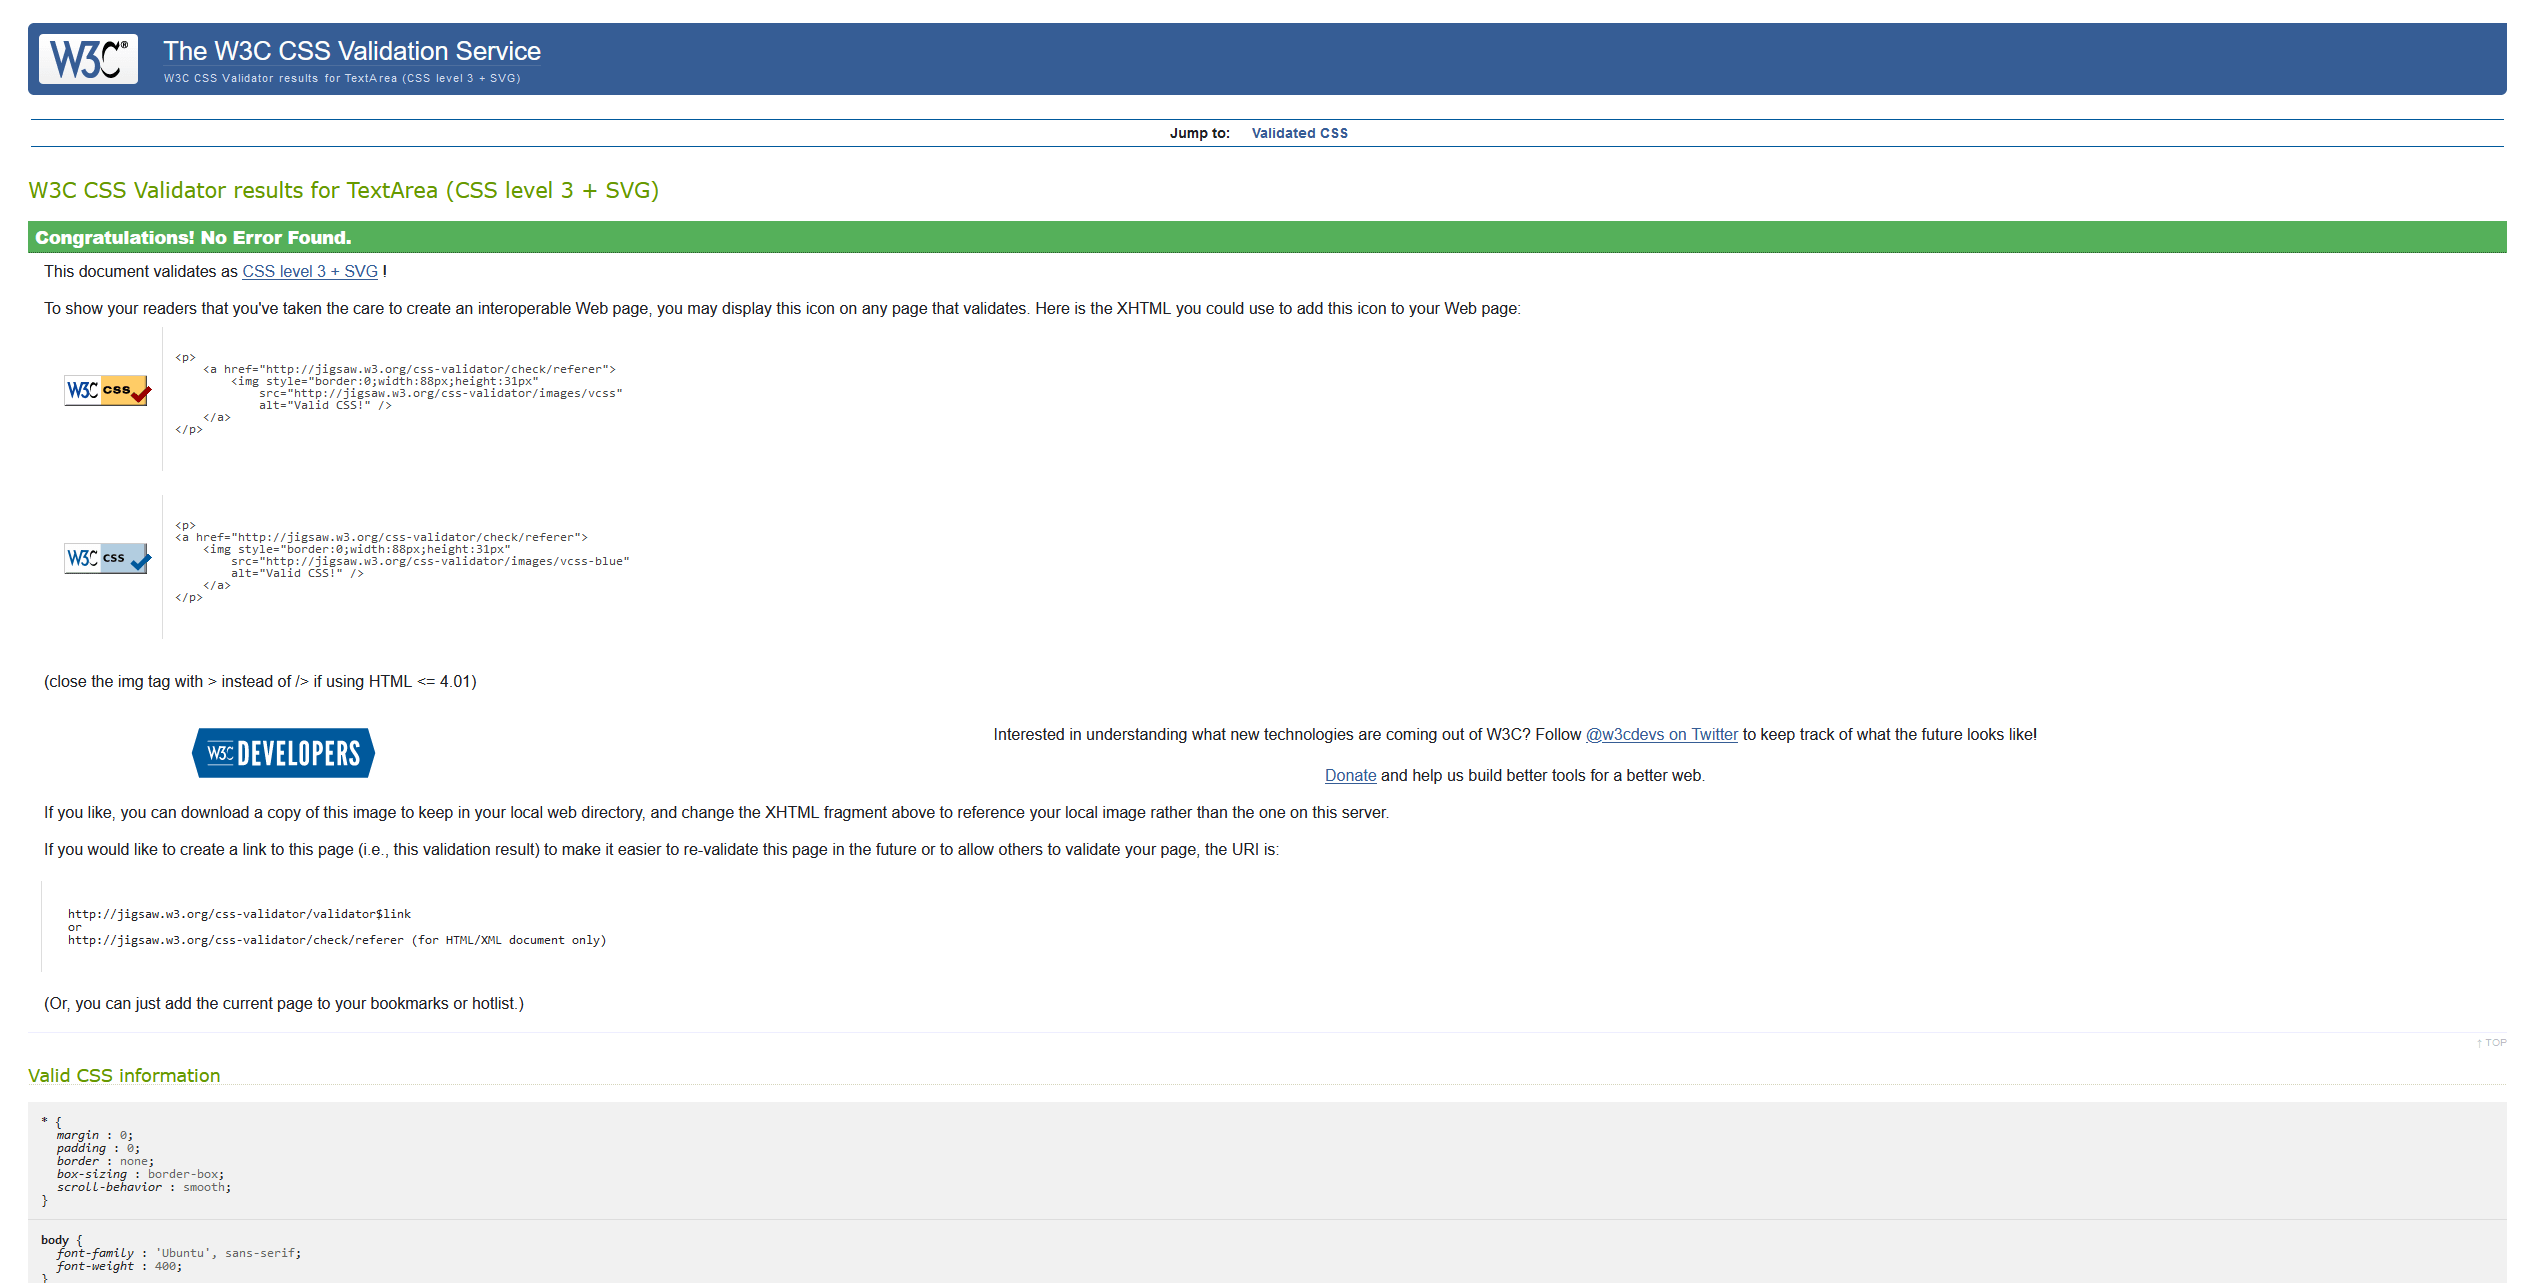 W3C®
The W3C CSS Validation Service
W3C CSS Validator results for TextArea (CSS level 3 + SVG)
Jump to: Validated CSS
W3C CSS Validator results for TextArea (CSS level 3 + SVG)
Congratulations! No Error Found.
This document validates as CSS level 3 + SVG !
To show your readers that you've taken the care to create an interoperable Web page, you may display this icon on any page that validates. Here is the XHTML you could use to add this icon to your Web page:
W3C css
<p>
    <a href="http://jigsaw.w3.org/css-validator/check/referer">
        <img style="border:0;width:88px;height:31px"
            src="http://jigsaw.w3.org/css-validator/images/vcss"
            alt="Valid CSS!" />
    </a>
</p>
W3C css
<p>
<a href="http://jigsaw.w3.org/css-validator/check/referer">
    <img style="border:0;width:88px;height:31px"
        src="http://jigsaw.w3.org/css-validator/images/vcss-blue"
        alt="Valid CSS!" />
    </a>
</p>
(close the img tag with > instead of /> if using HTML <= 4.01)
W3C DEVELOPERS
Interested in understanding what new technologies are coming out of W3C? Follow @w3cdevs on Twitter to keep track of what the future looks like!
Donate and help us build better tools for a better web.
If you like, you can download a copy of this image to keep in your local web directory, and change the XHTML fragment above to reference your local image rather than the one on this server.
If you would like to create a link to this page (i.e., this validation result) to make it easier to re-validate this page in the future or to allow others to validate your page, the URI is:
http://jigsaw.w3.org/css-validator/validator$link
or
http://jigsaw.w3.org/css-validator/check/referer (for HTML/XML document only)
(Or, you can just add the current page to your bookmarks or hotlist.)
↑ TOP
Valid CSS information
* {
margin : 0;
padding : 0;
border : none;
box-sizing : border-box;
scroll-behavior : smooth;
}
body {
font-family : 'Ubuntu', sans-serif;
font-weight : 400;
}